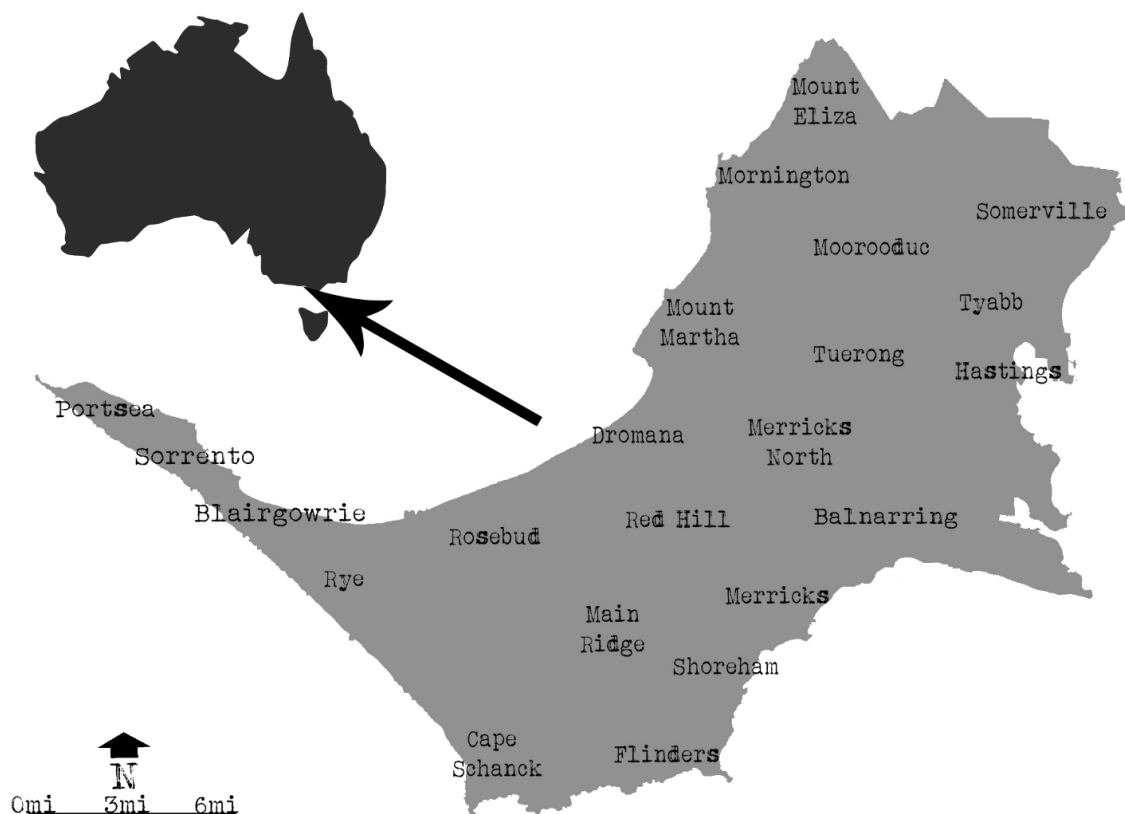 Mount
Eliza
Mornington
Somerville
Moorooduc
Tyabb
Mount
Martha
Tuerong
Hastings
Portsea
Dromana
Merricks
North
Sorrento
Blairgowrie
Rosebud
Red Hill
Balnarring
Rye
Merricks
Main
Ridge
Shoreham
Cape
Schanck
Flinders
N
0mi 3mi 6mi